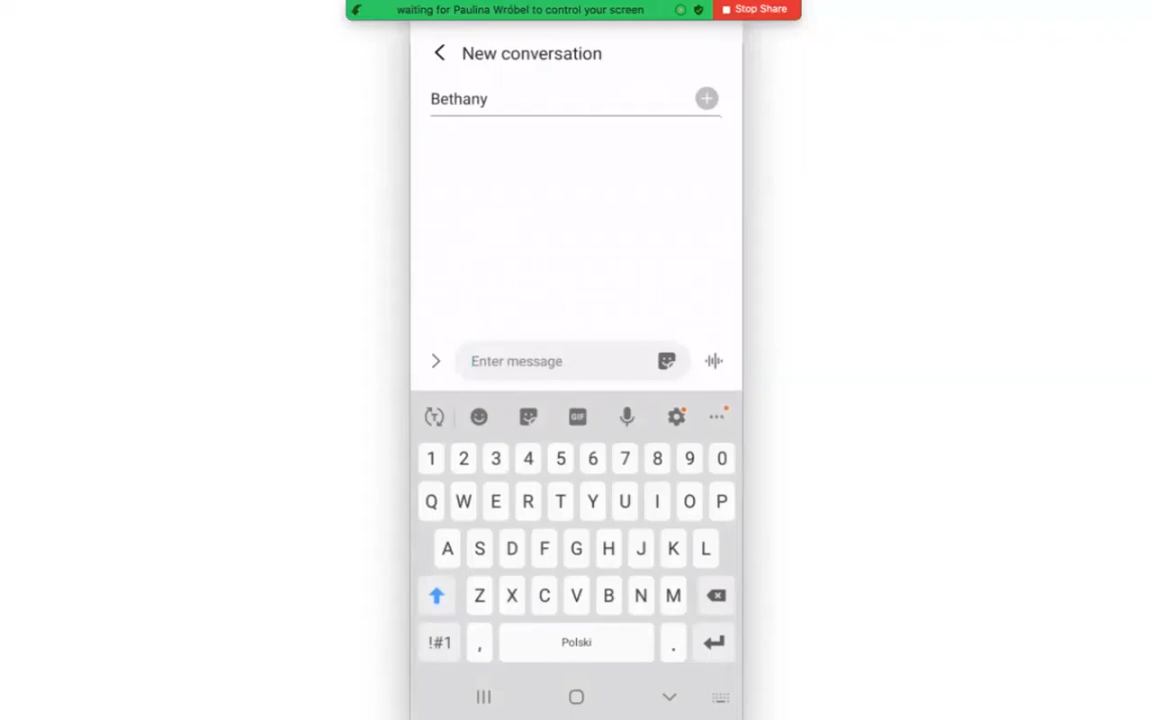 waiting for Paulina Wróbel to control your screen Stop Share
New conversation
Bethany
Enter message
GIF
1 2 3 4 5 6 7 8 9 0
Q W E R T Y U I O P
A S D F G H J K L
Z X C V B N M
!#1 , Polski .